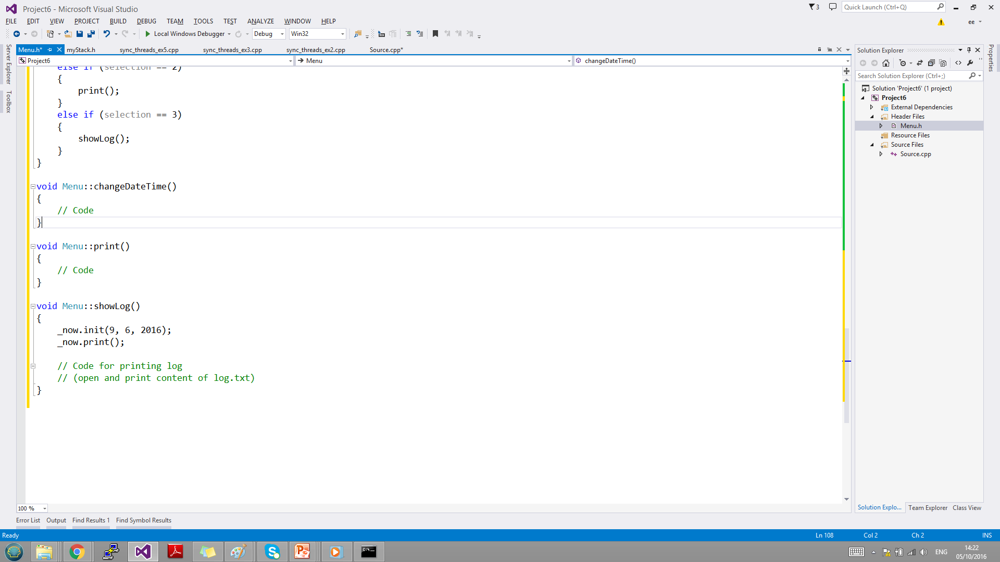 Project6 - Microsoft Visual Studio
3
Quick Launch (Ctrl+Q)
FILE EDIT VIEW PROJECT BUILD DEBUG TEAM TOOLS TEST ANALYZE WINDOW HELP
ee
Local Windows Debugger Debug Win32
Menu.h* myStack.h sync_threads_ex5.cpp sync_threads_ex3.cpp sync_threads_ex2.cpp Source.cpp*
Project6 Menu changeDateTime()
Server Explorer
Toolbox
else if (selection == 2)
{
print();
}
else if (selection == 3)
{
showLog();
}
}
void Menu::changeDateTime()
{
// Code
}
void Menu::print()
{
// Code
}
void Menu::showLog()
{
_now.init(9, 6, 2016);
_now.print();
// Code for printing log
// (open and print content of log.txt)
}
100 %
Solution Explorer
Search Solution Explorer (Ctrl+;)
Solution 'Project6' (1 project)
Project6
External Dependencies
Header Files
Menu.h
Resource Files
Source Files
Source.cpp
Properties
Solution Explo... Team Explorer Class View
Error List Output Find Results 1 Find Symbol Results
Ready Ln 108 Col 2 Ch 2 INS
ENG
14:22
05/10/2016